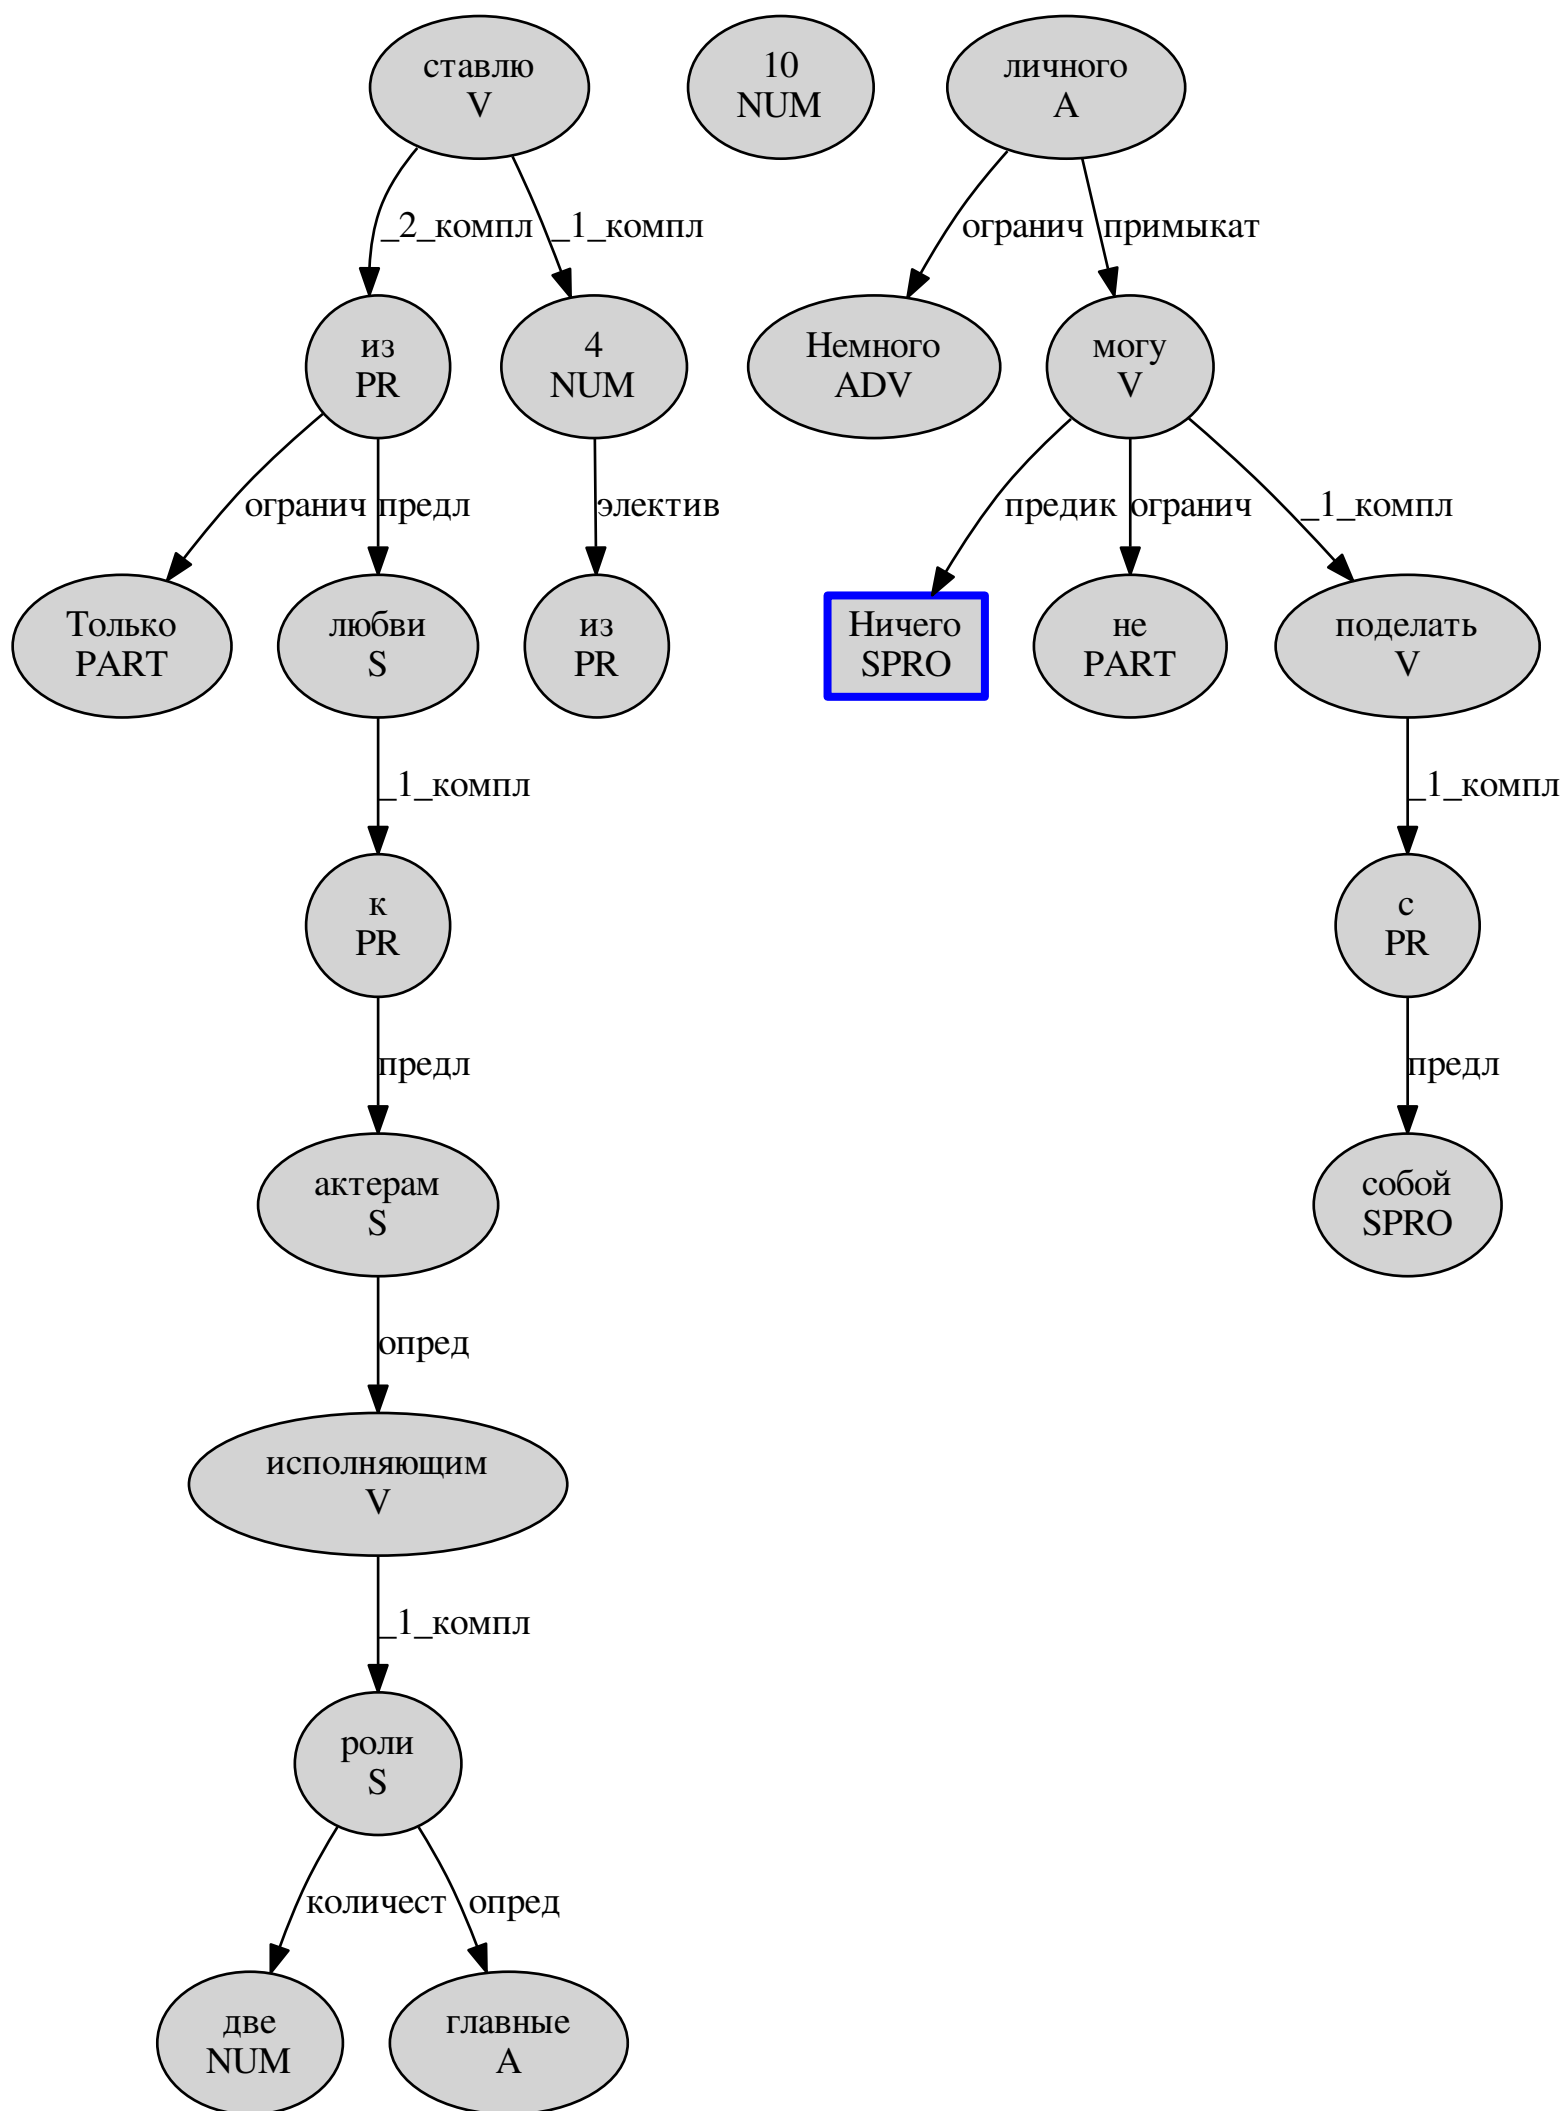 ставлю
V
10
NUM
личного
A
_2_компл
_1_компл
огранич
примыкат
из
PR
4
NUM
Немного
ADV
могу
V
огранич
предл
электив
предик
огранич
_1_компл
Только
PART
любви
S
из
PR
Ничего
SPRO
не
PART
поделать
V
_1_компл
_1_компл
к
PR
с
PR
предл
предл
актерам
S
собой
SPRO
опред
исполняющим
V
_1_компл
роли
S
количест
опред
две
NUM
главные
A